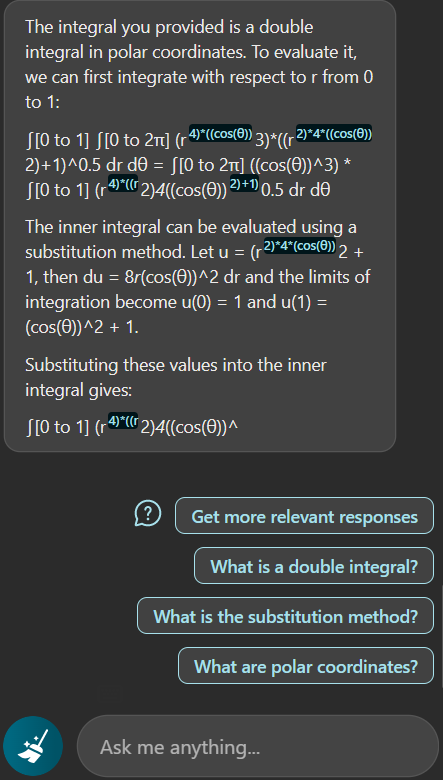 The integral you provided is a double
integral in polar coordinates. To evaluate it,
we can first integrate with respect to r from 0
to 1:
∫[0 to 1] ∫[0 to 2π] (r 4)*((cos(θ)) 3)*((r 2)*4*((cos(θ))
2)+1)^0.5 dr dθ = ∫[0 to 2π] ((cos(θ))^3) *
∫[0 to 1] (r 4)*((r 2)4((cos(θ)) 2)+1) 0.5 dr dθ
The inner integral can be evaluated using a
substitution method. Let u = (r 2)*4*(cos(θ)) 2 +
1, then du = 8r(cos(θ))^2 dr and the limits of
integration become u(0) = 1 and u(1) =
(cos(θ))^2 + 1.
Substituting these values into the inner
integral gives:
∫[0 to 1] (r 4)*((r 2)4((cos(θ))^
Get more relevant responses
What is a double integral?
What is the substitution method?
What are polar coordinates?
Ask me anything...